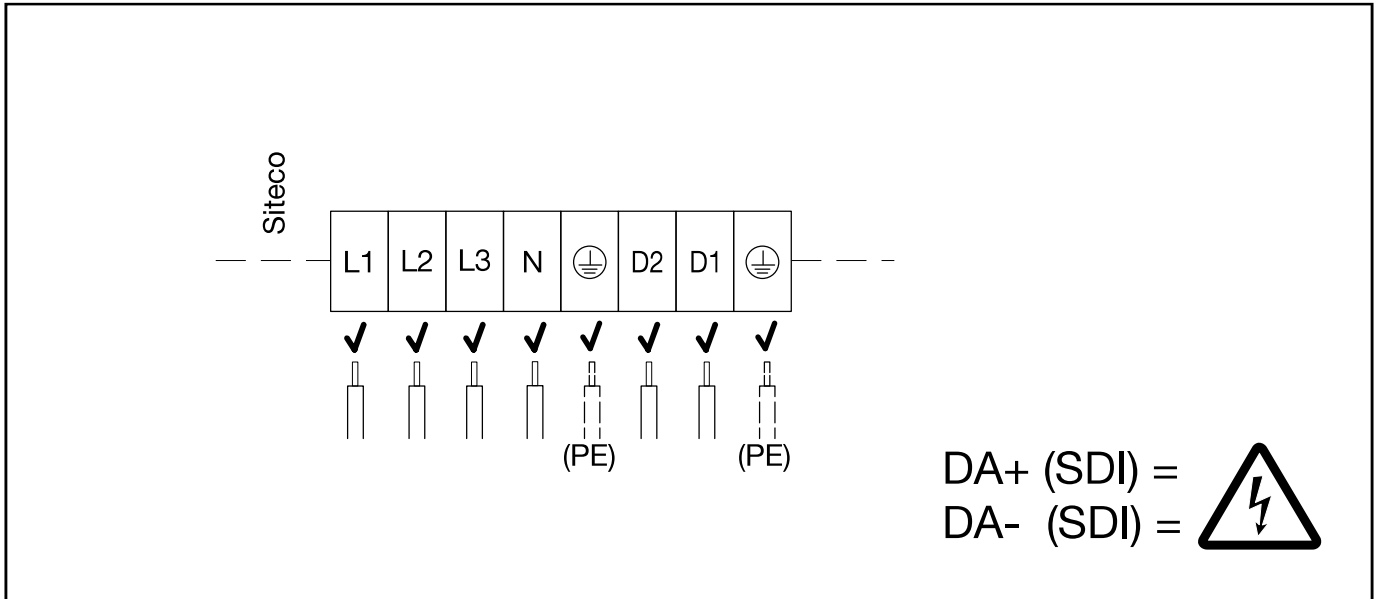 Siteco
L1 L2 L3 N D2 D1
(PE) (PE)
DA+ (SDI) =
DA- (SDI) =